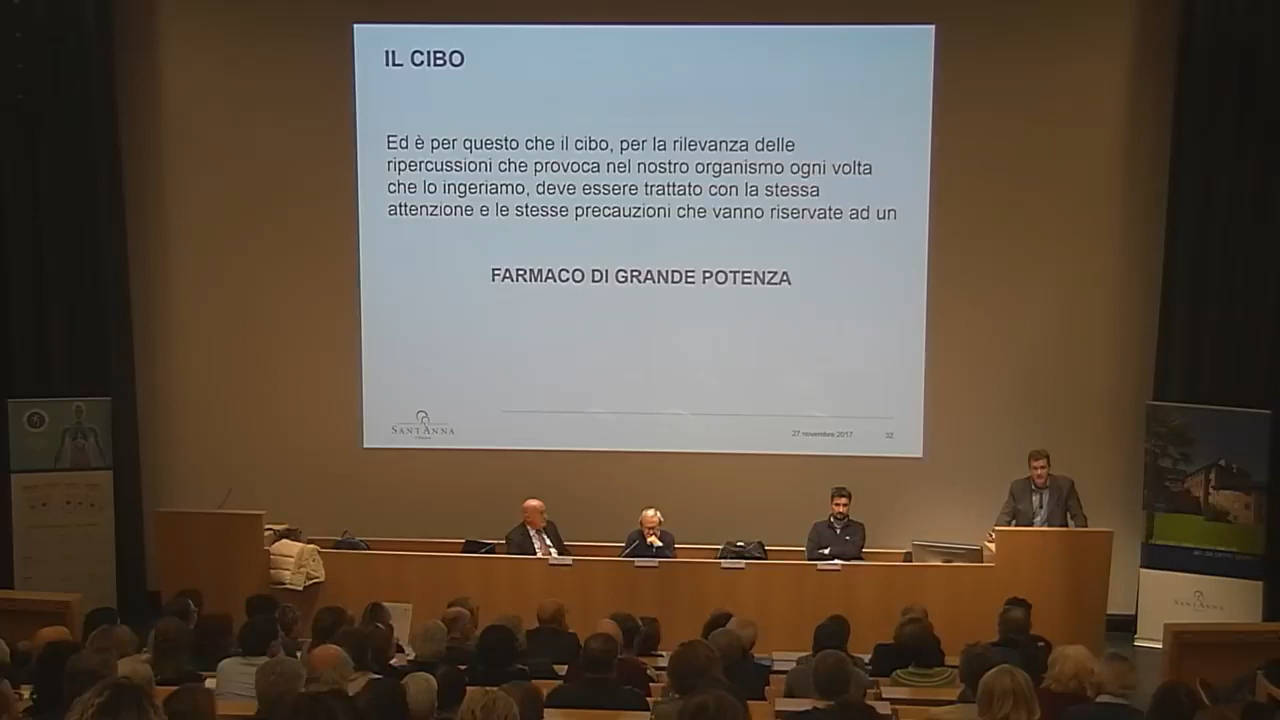 IL CIBO
Ed è per questo che il cibo, per la rilevanza delle
ripercussioni che provoca nel nostro organismo ogni volta
che lo ingeriamo, deve essere trattato con la stessa
attenzione e le stesse precauzioni che vanno riservate ad un
FARMACO DI GRANDE POTENZA
SANT'ANNA
27 novembre 2017
32
SANT'ANNA